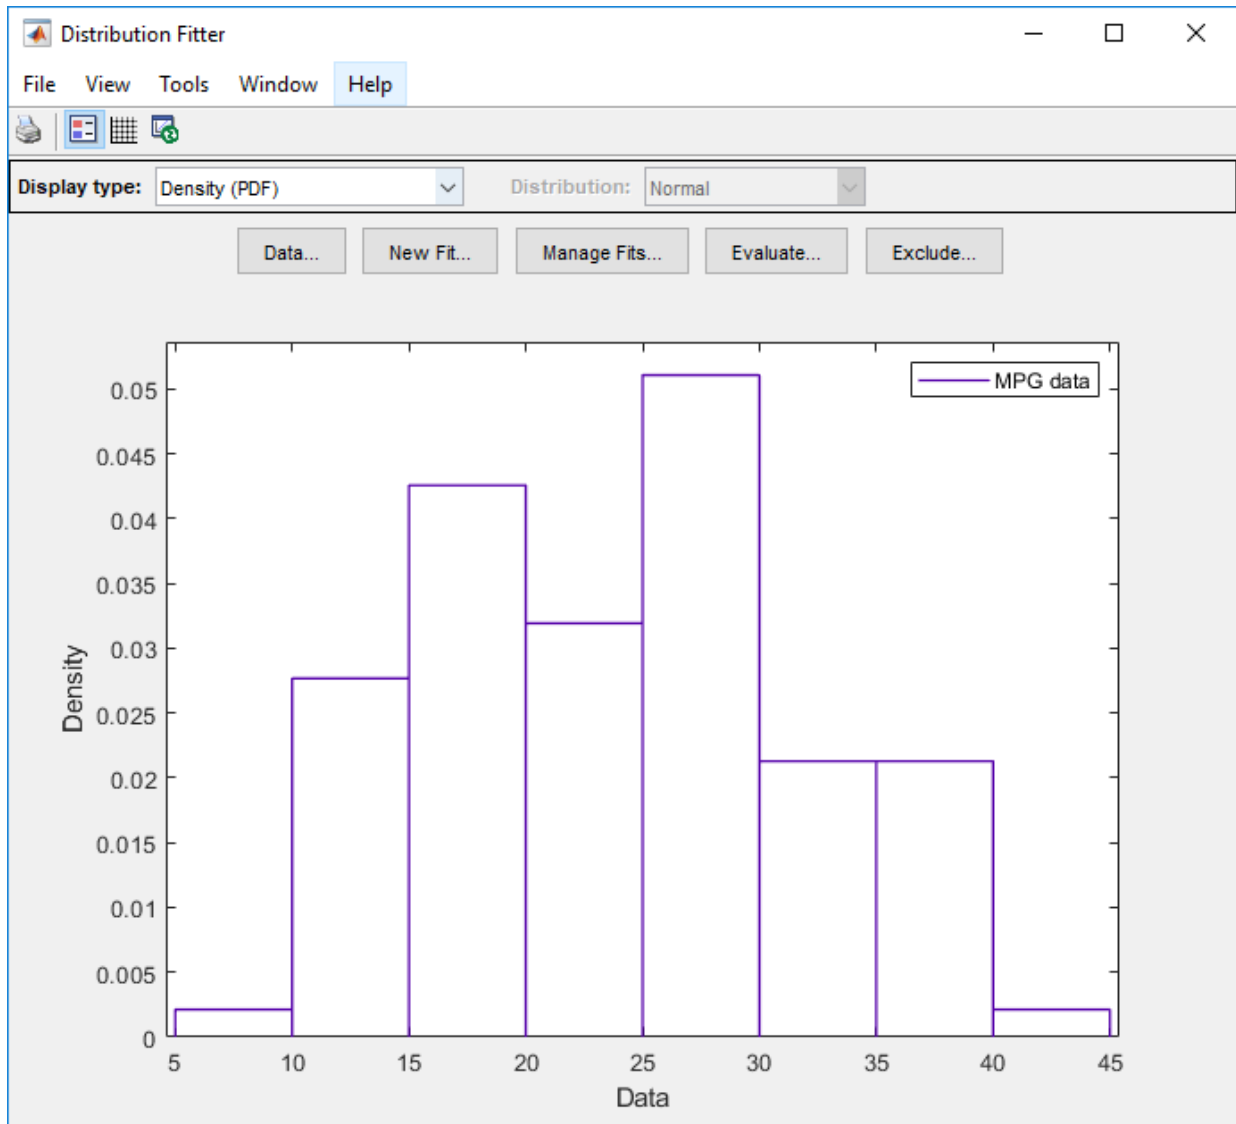 Distribution Fitter
File View Tools Window Help
Display type: Density (PDF) Distribution: Normal
Data... New Fit... Manage Fits... Evaluate... Exclude...
MPG data
0.05
0.045
0.04
0.035
0.03
0.025
0.02
0.015
0.01
0.005
0
Density
5 10 15 20 25 30 35 40 45
Data